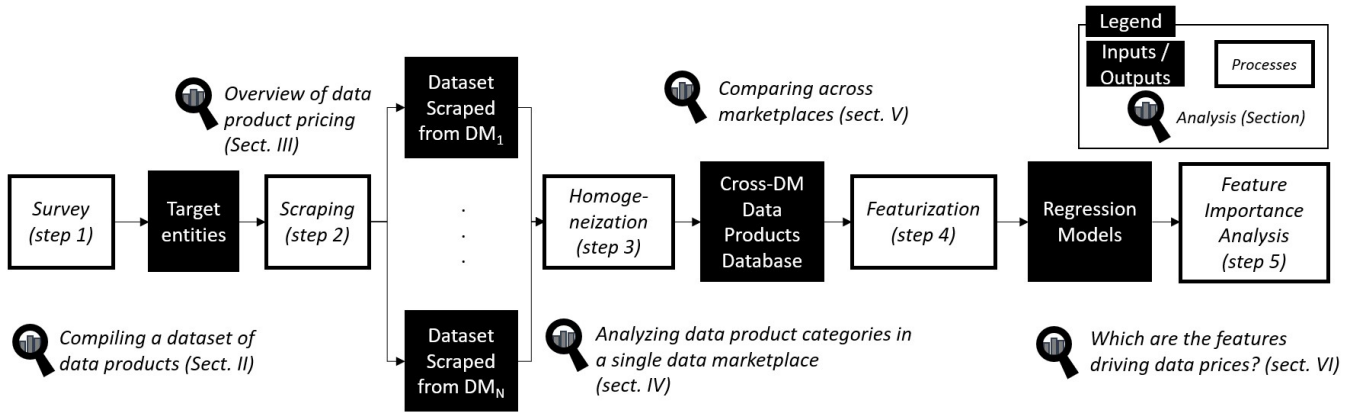 Legend
Inputs /
Outputs
Processes
Analysis (Section)
Overview of data
product pricing
(Sect. III)
Dataset
Scraped
from DM1
Comparing across
marketplaces (sect. V)
Survey
(step 1)
Target
entities
Scraping
(step 2)
.
.
.
Homoge-
neization
(step 3)
Cross-DM
Data
Products
Database
Featurization
(step 4)
Regression
Models
Feature
Importance
Analysis
(step 5)
Compiling a dataset of
data products (Sect. II)
Dataset
Scraped
from DMN
Analyzing data product categories in
a single data marketplace
(sect. IV)
Which are the features
driving data prices? (sect. VI)